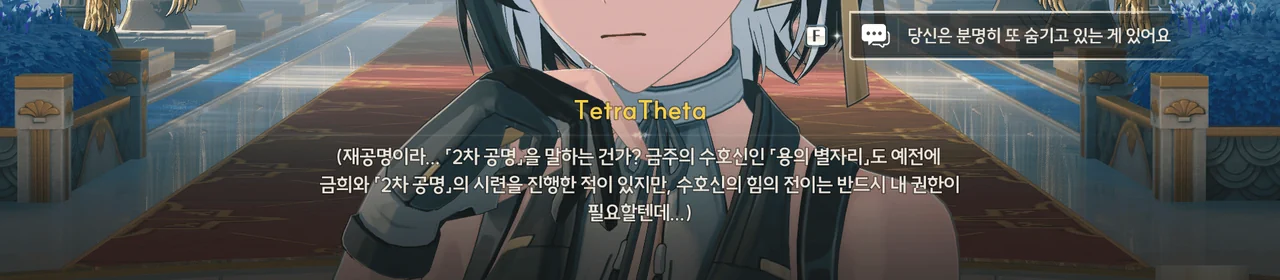 F
당신은 분명히 또 숨기고 있는 게 있어요
TetraTheta
(재공명이라... 「2차 공명」을 말하는 건가? 금주의 수호신인 「용의 별자리」도 예전에
금희와 「2차 공명」의 시련을 진행한 적이 있지만, 수호신의 힘의 전이는 반드시 내 권한이
필요할텐데...)